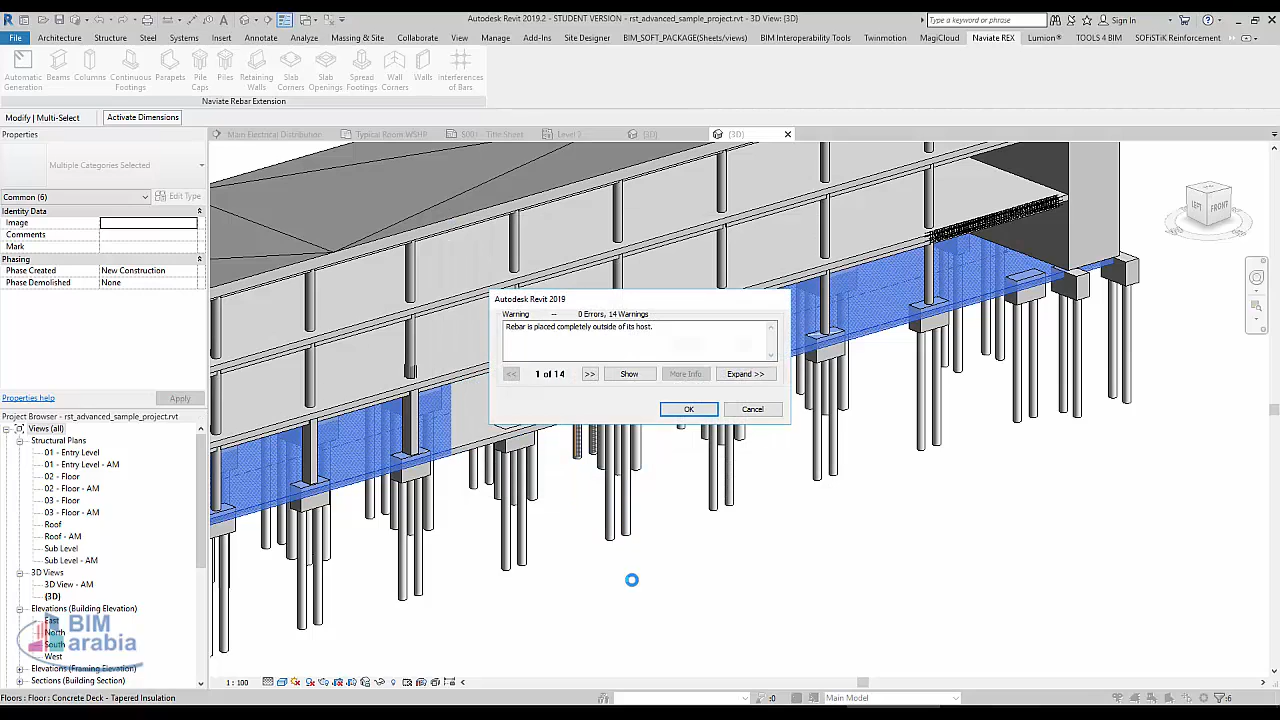 Autodesk Revit 2019.2 - STUDENT VERSION - rst_advanced_sample_project.rvt - 3D View: {3D}
Type a keyword or phrase
Sign In
File Architecture Structure Steel Systems Insert Annotate Analyze Massing & Site Collaborate View Manage Add-Ins Site Designer BIM_SOFT_PACKAGE(Sheets/views) BIM Interoperability Tools Twinmotion MagiCloud Naviate REX Lumion® TOOLS 4 BIM SOFiSTiK Reinforcement
Automatic Generation
Beams
Columns
Continuous Footings
Parapets
Pile Caps
Piles
Retaining Walls
Slab Corners
Slab Openings
Spread Footings
Wall Corners
Walls
Interferences of Bars
Naviate Rebar Extension
Modify | Multi-Select
Activate Dimensions
Properties
Main Electrical Distribution
Typical Room WSHP
S001 - Title Sheet
Level 2
{3D}
{3D}
Multiple Categories Selected
Common (6)
Edit Type
Identity Data
Image
Comments
Mark
Phasing
Phase Created New Construction
Phase Demolished None
Properties help
Apply
Project Browser - rst_advanced_sample_project.rvt
Views (all)
Structural Plans
01 - Entry Level
01 - Entry Level - AM
02 - Floor
02 - Floor - AM
03 - Floor
03 - Floor - AM
Roof
Roof - AM
Sub Level
Sub Level - AM
3D Views
3D View - AM
{3D}
Elevations (Building Elevation)
East
North
South
West
Elevations (Framing Elevation)
Sections (Building Section)
BIM
arabia
LEFT
FRONT
Autodesk Revit 2019
Warning -- 0 Errors, 14 Warnings
Rebar is placed completely outside of its host.
<< 1 of 14 >> Show More Info Expand >>
OK Cancel
1 : 100
Floors : Floor : Concrete Deck - Tapered Insulation
:0
Main Model
:6